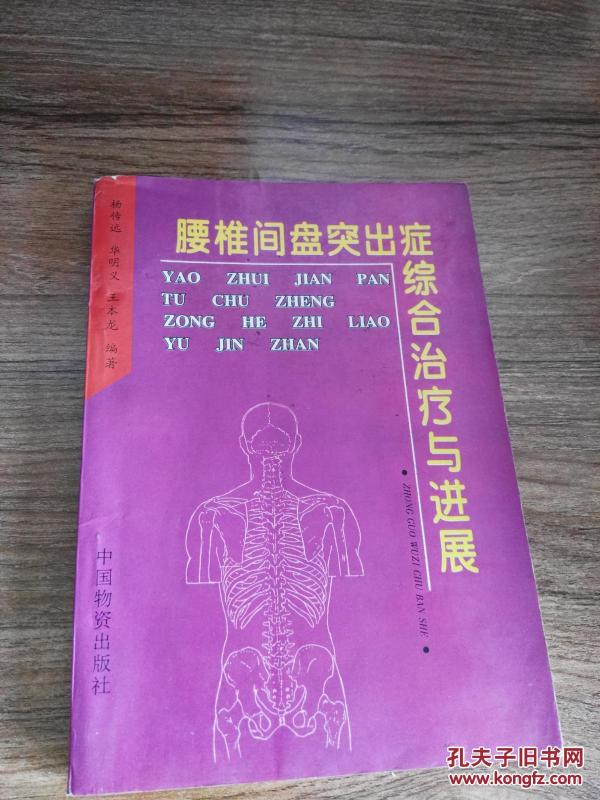 杨传远 华明义 王本龙 编著
腰椎间盘突出症
综合治疗与进展
YAO ZHUI JIAN PAN
TU CHU ZHENG
ZONG HE ZHI LIAO
YU JIN ZHAN
• ZHONG GUO WUZI CHU BAN SHE •
中国物资出版社
孔夫子旧书网
www.kongfz.com